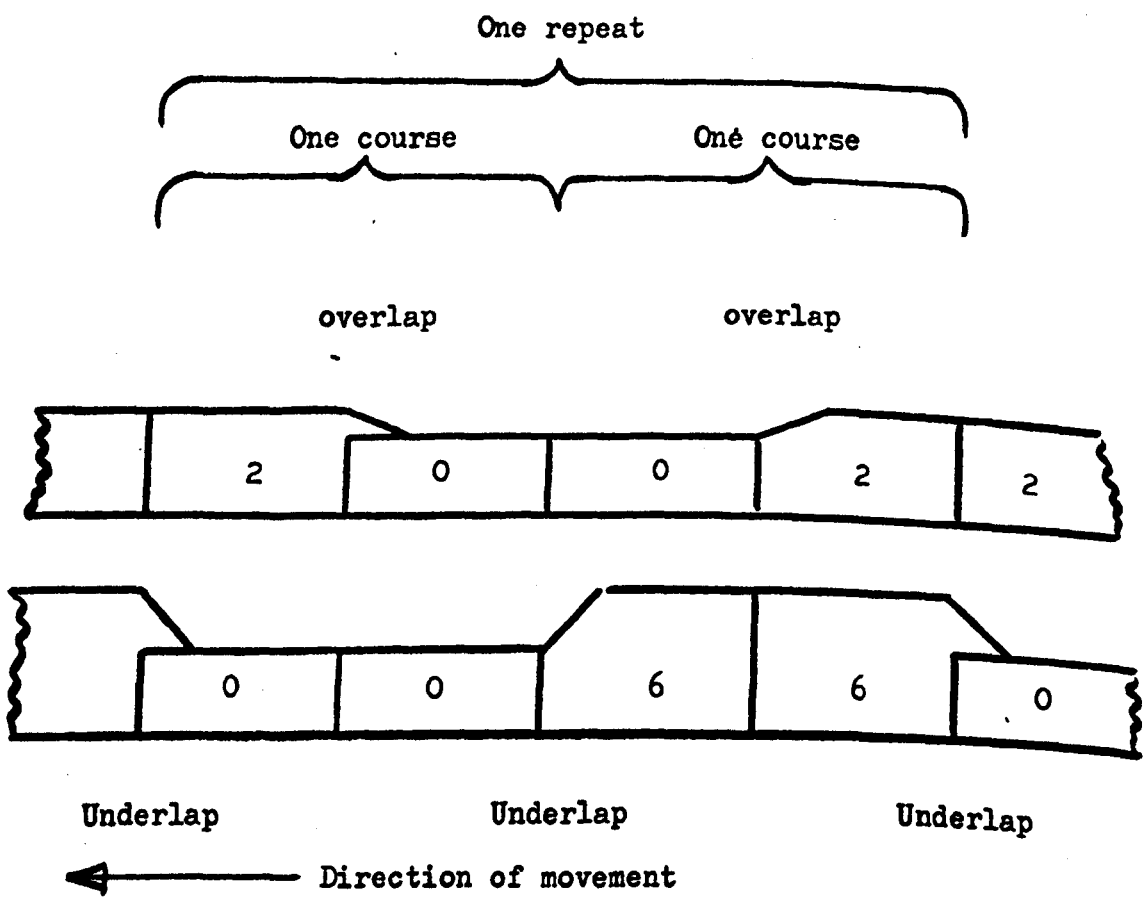 One repeat
One course One course
overlap overlap
2 0 0 2 2
0 0 6 6 0
Underlap Underlap Underlap
Direction of movement